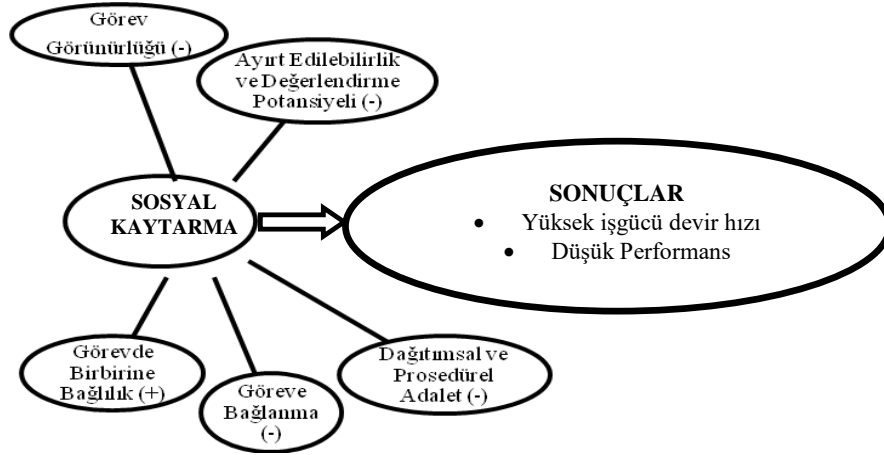 Görev
Görünürlüğü (-)
Ayırt Edilebilirlik
ve Değerlendirme
Potansiyeli (-)
SOSYAL
KAYTARMA
SONUÇLAR
• Yüksek işgücü devir hızı
• Düşük Performans
Görevde
Birbirine
Bağlılık (+)
Göreve
Bağlanma
(-)
Dağıtımsal ve
Prosedürel
Adalet (-)